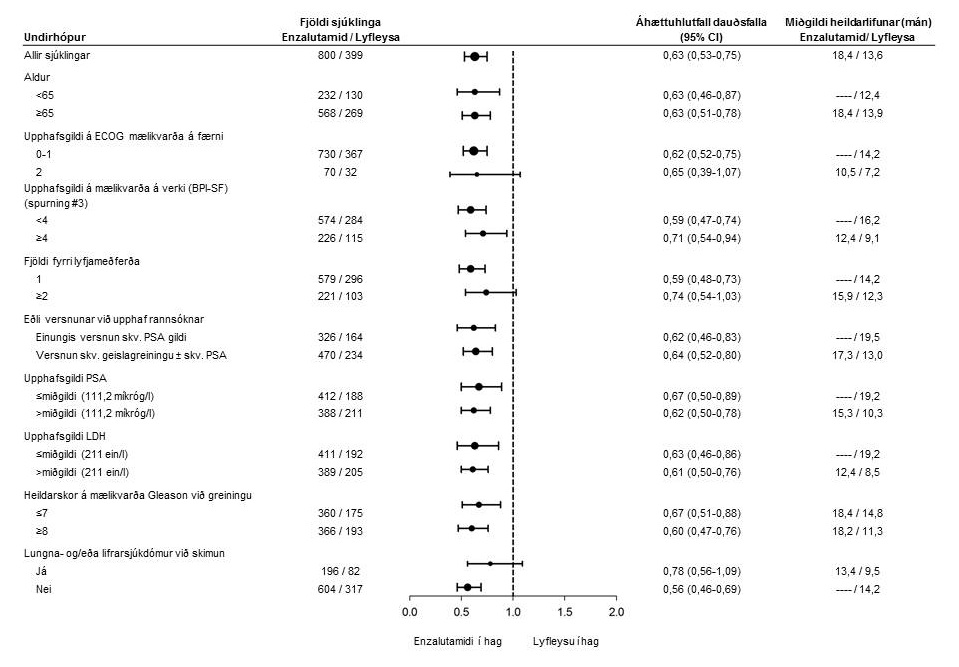 Undirhópur Fjöldi sjúklinga Enzalutamid / Lyfleysa Áhættuhlutfall dauðsfalla (95% CI) Miðgildi heildarlifunar (mán) Enzalutamid/ Lyfleysa
Allir sjúklingar 800 / 399 0,63 (0,53-0,75) 18,4 / 13,6
Aldur
<65 232 / 130 0,63 (0,46-0,87) ---- / 12,4
≥65 568 / 269 0,63 (0,51-0,78) 18,4 / 13,9
Upphafsgildi á ECOG mælikvarða á færni
0-1 730 / 367 0,62 (0,52-0,75) ---- / 14,2
2 70 / 32 0,65 (0,39-1,07) 10,5 / 7,2
Upphafsgildi á mælikvarða á verki (BPI-SF)
(spurning #3)
<4 574 / 284 0,59 (0,47-0,74) ---- / 16,2
≥4 226 / 115 0,71 (0,54-0,94) 12,4 / 9,1
Fjöldi fyrri lyfjameðferða
1 579 / 296 0,59 (0,48-0,73) ---- / 14,2
≥2 221 / 103 0,74 (0,54-1,03) 15,9 / 12,3
Eðli versnunar við upphaf rannsóknar
Einungis versnun skv. PSA gildi 326 / 164 0,62 (0,46-0,83) ---- / 19,5
Versnun skv. geislagreiningu ± skv. PSA 470 / 234 0,64 (0,52-0,80) 17,3 / 13,0
Upphafsgildi PSA
≤miðgildi (111,2 míkróg/l) 412 / 188 0,67 (0,50-0,89) ---- / 19,2
>miðgildi (111,2 míkróg/l) 388 / 211 0,62 (0,50-0,78) 15,3 / 10,3
Upphafsgildi LDH
≤miðgildi (211 ein/l) 411 / 192 0,63 (0,46-0,86) ---- / 19,2
>miðgildi (211 ein/l) 389 / 205 0,61 (0,50-0,76) 12,4 / 8,5
Heildarskor á mælikvarða Gleason við greiningu
≤7 360 / 175 0,67 (0,51-0,88) 18,4 / 14,8
≥8 366 / 193 0,60 (0,47-0,76) 18,2 / 11,3
Lungna- og/eða lifrarsjúkdómur við skimun
Já 196 / 82 0,78 (0,56-1,09) 13,4 / 9,5
Nei 604 / 317 0,56 (0,46-0,69) ---- / 14,2
0.0 0.5 1.0 1.5 2.0
Enzalutamidi í hag Lyfleysu í hag